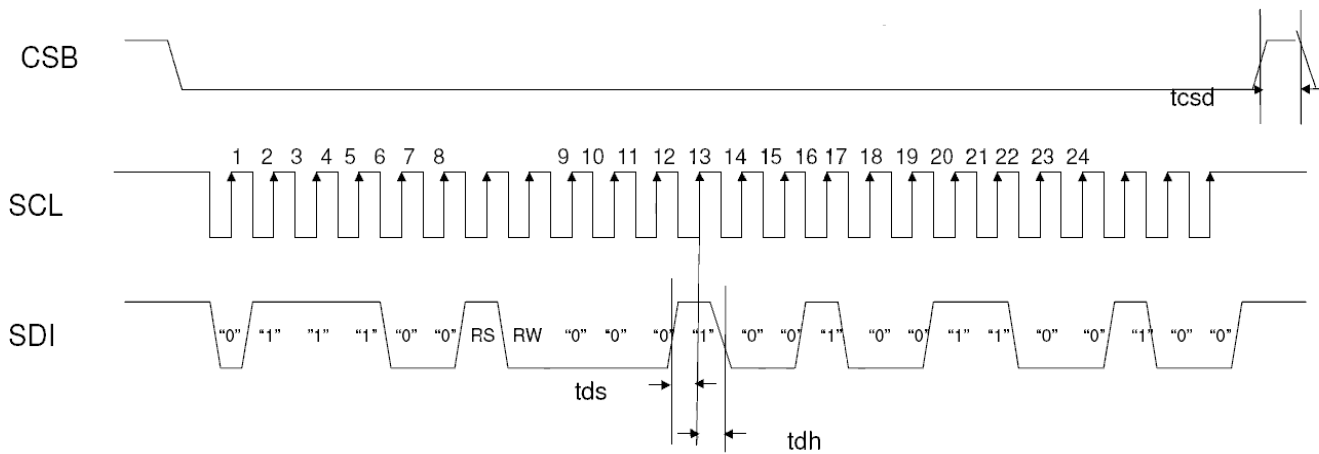 CSB
tcsd
1 2 3 4 5 6 7 8 9 10 11 12 13 14 15 16 17 18 19 20 21 22 23 24
SCL
SDI
“0” “1” “1” “1” “0” “0” RS RW “0” “0” “0” “1” “0” “0” “1” “0” “0” “1” “1” “0” “0” “1” “0” “0”
tds
tdh